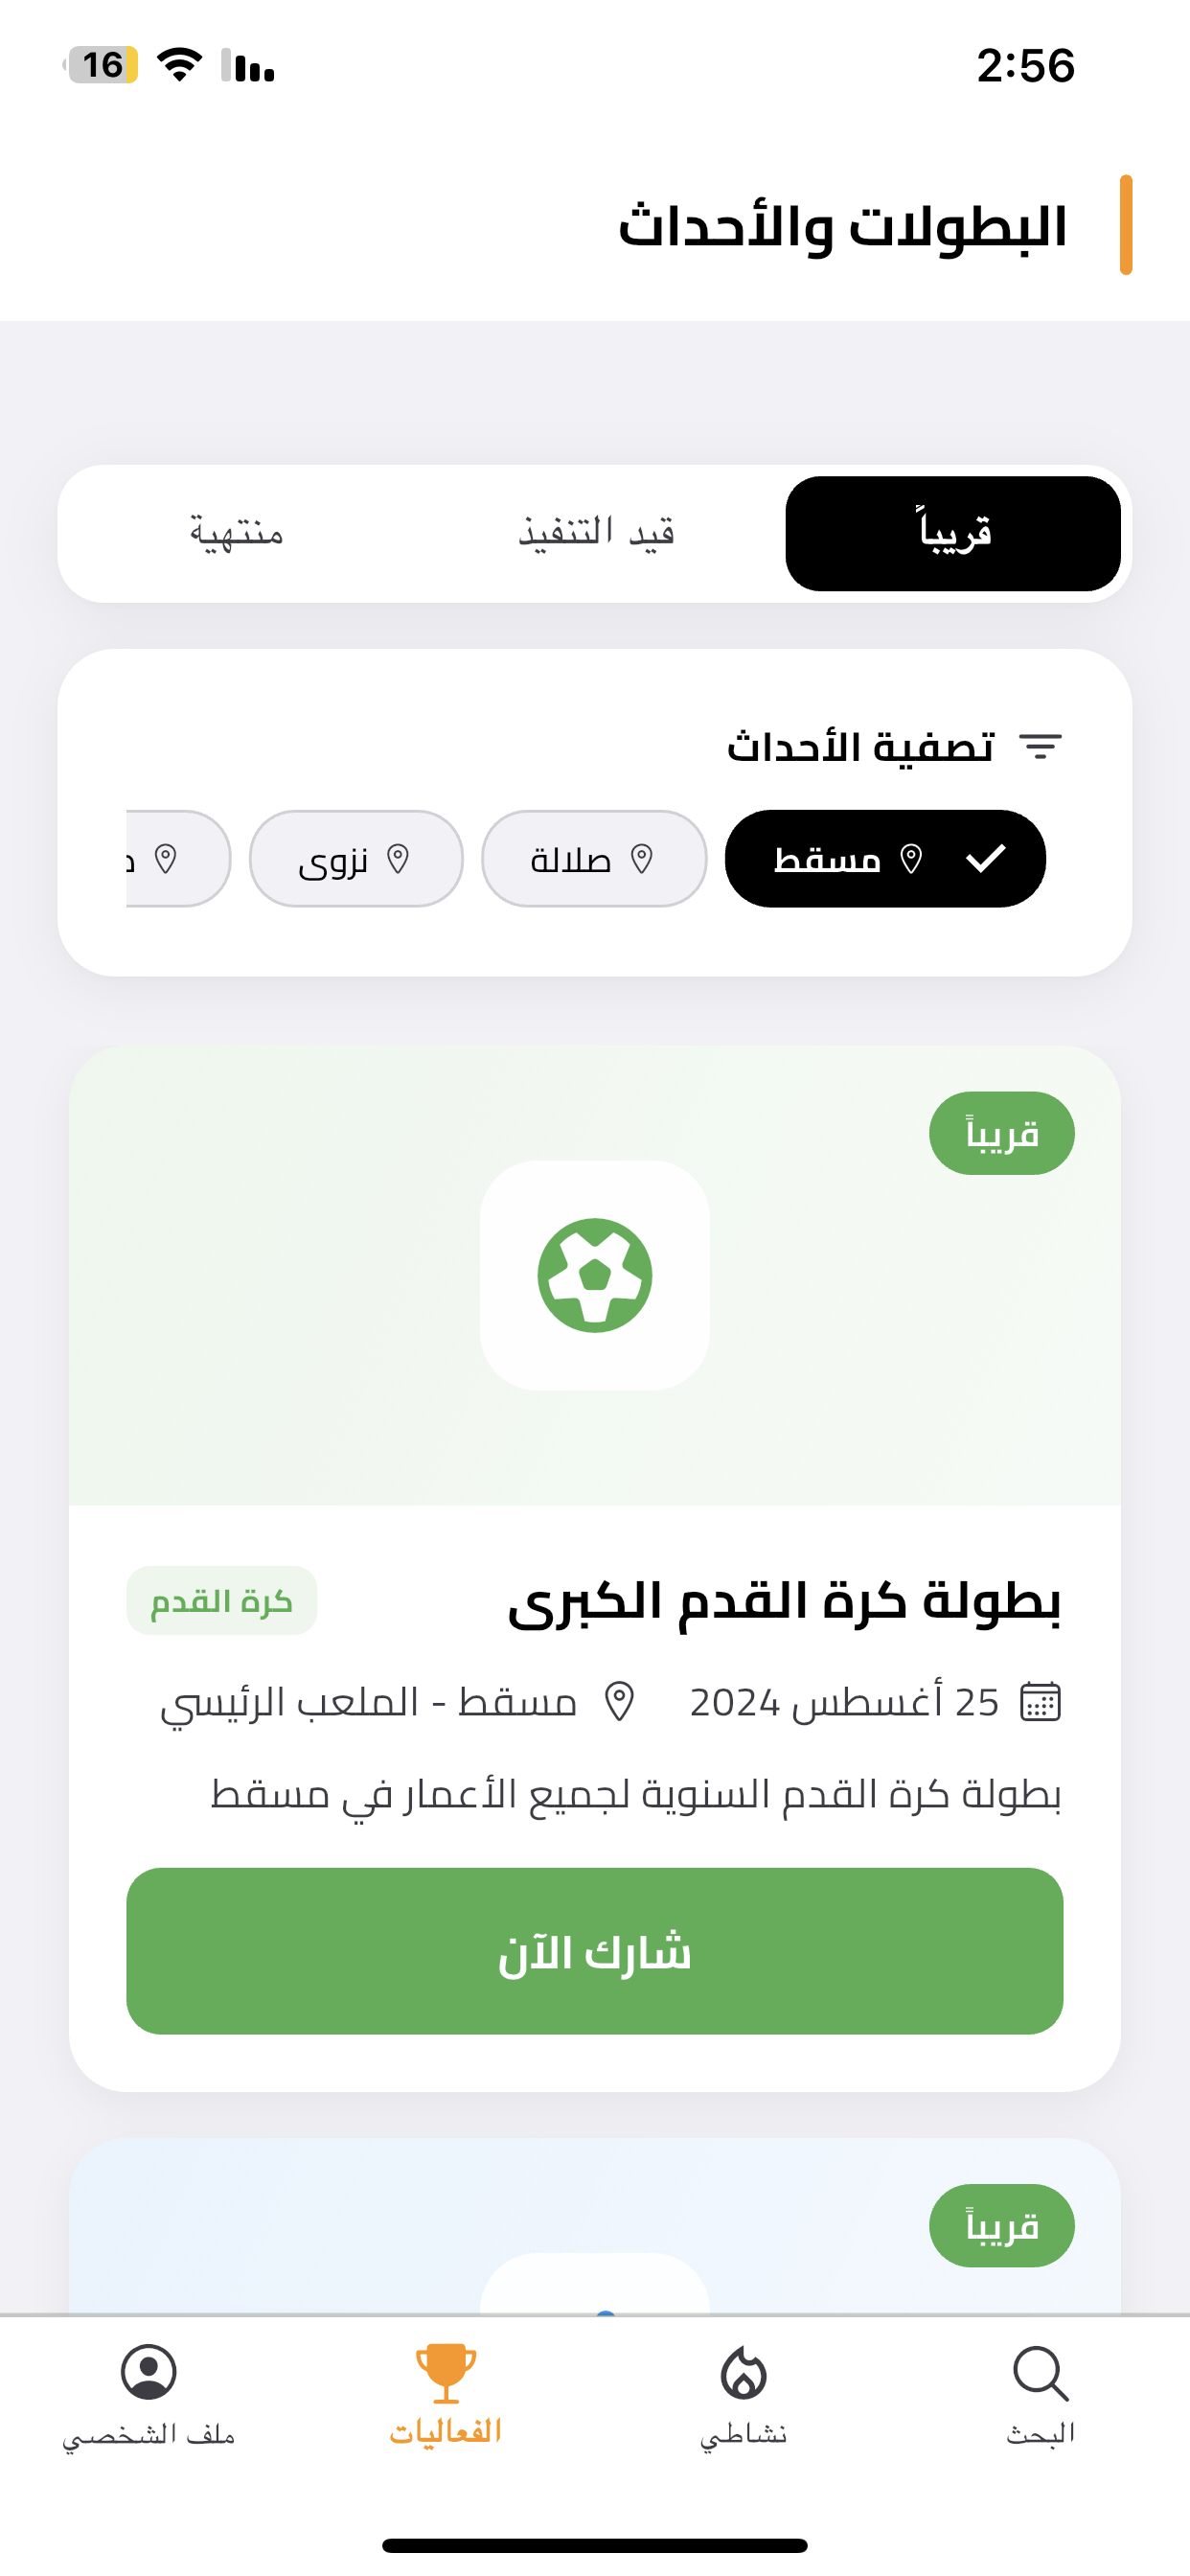 2:56
16
البطولات والأحداث
قريباً
قيد التنفيذ
منتهية
تصفية الأحداث
مسقط
صلالة
نزوى
قريباً
بطولة كرة القدم الكبرى
كرة القدم
25 أغسطس 2024
مسقط - الملعب الرئيسي
بطولة كرة القدم السنوية لجميع الأعمار في مسقط
شارك الآن
قريباً
البحث
نشاطي
الفعاليات
ملف الشخصي